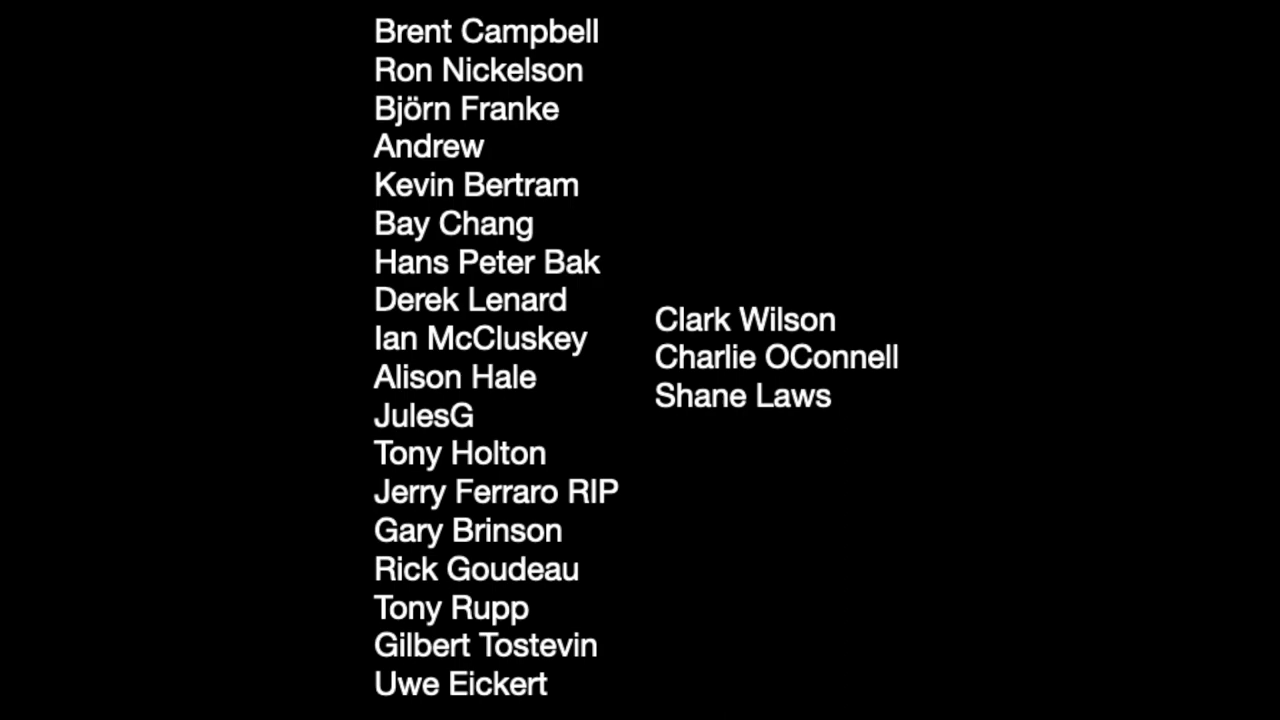 Brent Campbell
Ron Nickelson
Björn Franke
Andrew
Kevin Bertram
Bay Chang
Hans Peter Bak
Derek Lenard
Ian McCluskey
Alison Hale
JulesG
Tony Holton
Jerry Ferraro RIP
Gary Brinson
Rick Goudeau
Tony Rupp
Gilbert Tostevin
Uwe Eickert
Clark Wilson
Charlie OConnell
Shane Laws